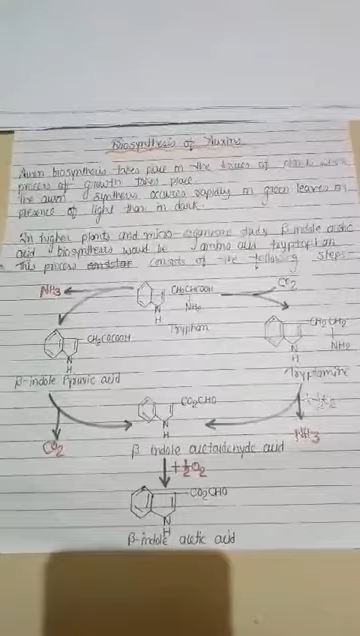 Biosynthesis of Auxins
Auxin biosynthesis takes place in the tissues of plants where
process of growth takes place.
The auxin synthesis occures rapidly in green leaves in
presence of light than in dark.
In higher plants and micro-organisms study β-indole acetic
acid biosynthesis would be amino acid tryptophan
This process consists of the following steps
NH3
CH2CHCOOH
NH2
CO2
N
H
Trypham
CH2COCOOH
N
H
CH2CH2
NH2
N
H
β-indole Pyruvic acid
Tryptamine
CO2CHO
N
H
CO2
NH3
β indole acetaldehyde acid
+½O2
CO2CHO
N
H
β-indole acetic acid